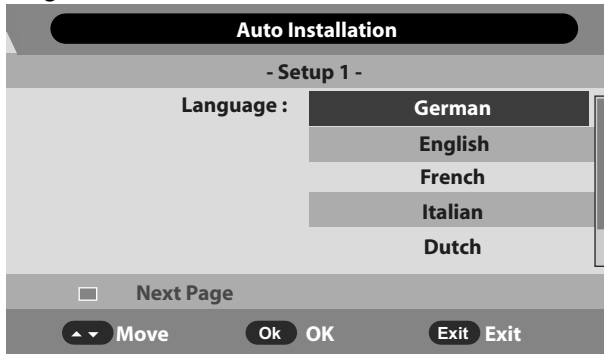 Auto Installation
- Setup 1 -
Language : German
English
French
Italian
Dutch
Next Page
Move Ok OK Exit Exit